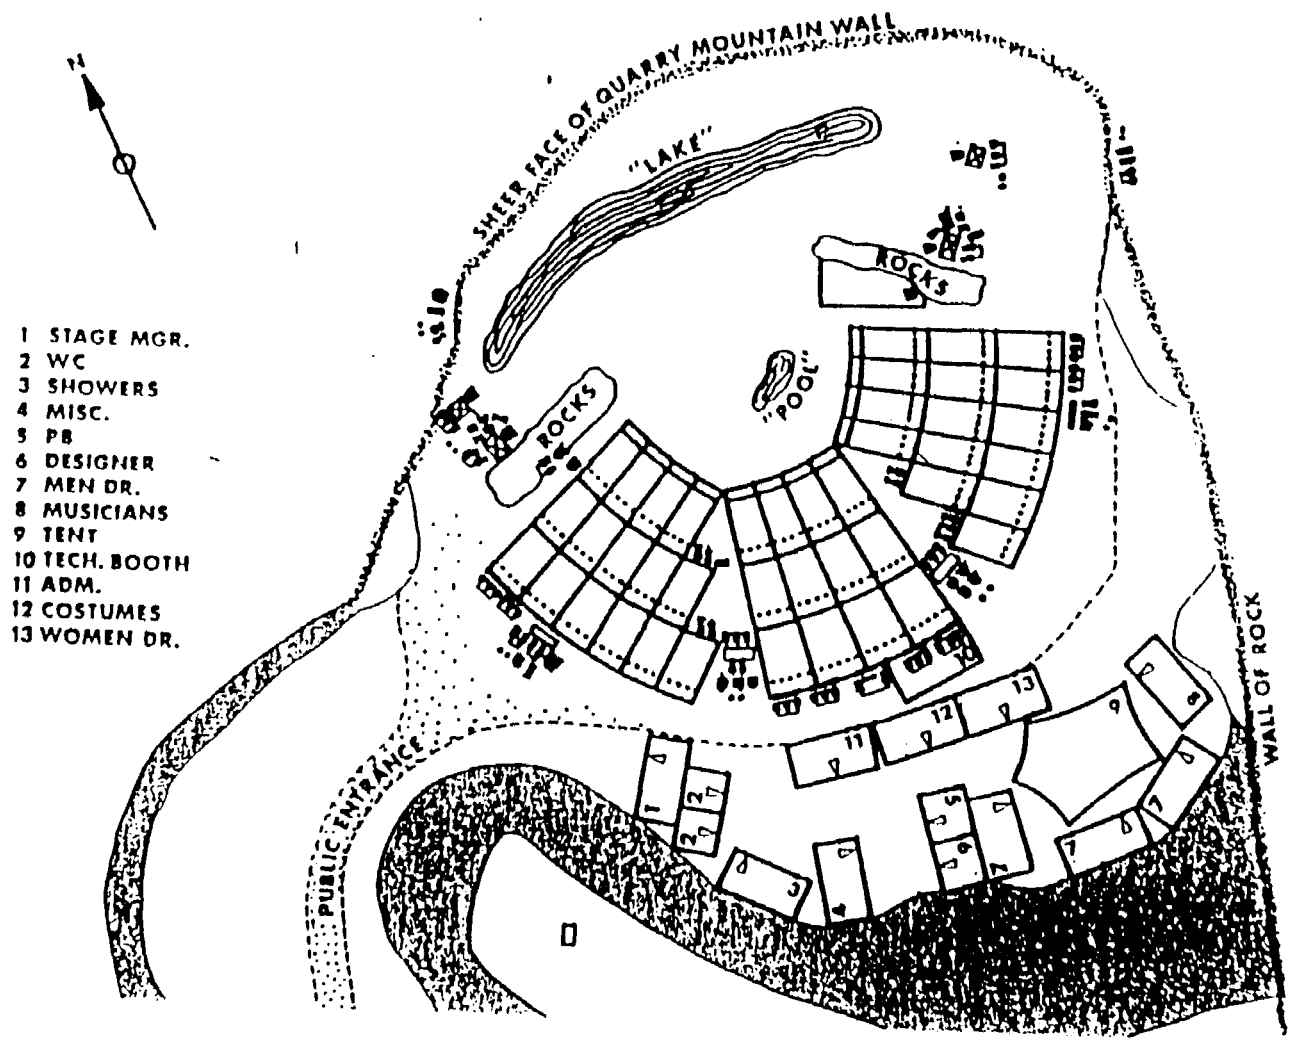 N
SHEER FACE OF QUARRY MOUNTAIN WALL
"LAKE"
ROCKS
ROCKS
"POOL"
1 STAGE MGR.
2 WC
3 SHOWERS
4 MISC.
5 PB
6 DESIGNER
7 MEN DR.
8 MUSICIANS
9 TENT
10 TECH. BOOTH
11 ADM.
12 COSTUMES
13 WOMEN DR.
WALL OF ROCK
PUBLIC ENTRANCE
10
13
12
11
9
8
1
2
2
3
4
5
6
7
7